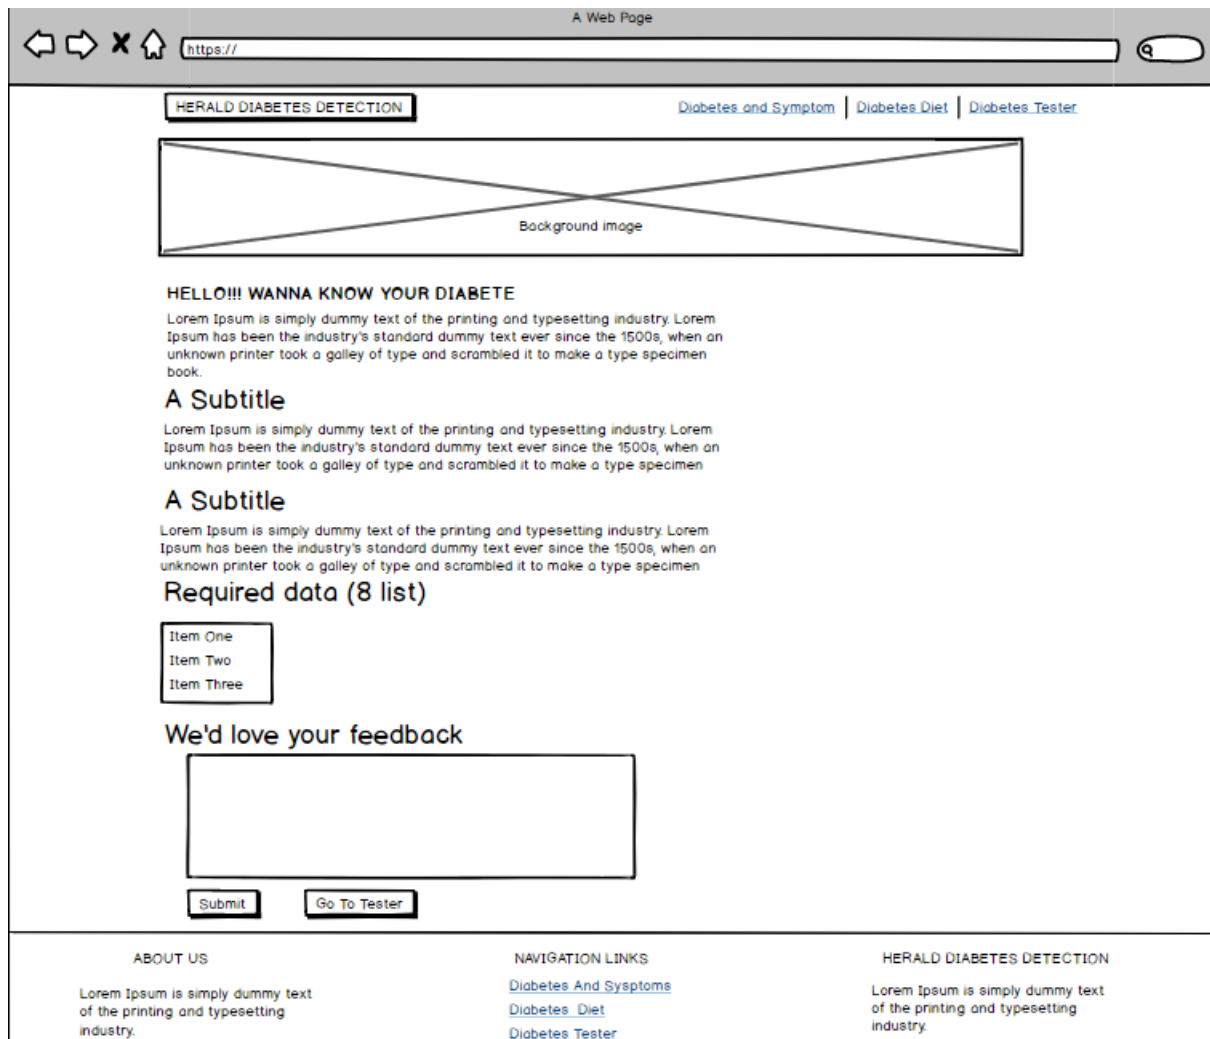 A Web Page
https://
HERALD DIABETES DETECTION
Diabetes and Symptom | Diabetes Diet | Diabetes Tester
Background image
HELLO!!! WANNA KNOW YOUR DIABETE
Lorem Ipsum is simply dummy text of the printing and typesetting industry. Lorem
Ipsum has been the industry's standard dummy text ever since the 1500s, when an
unknown printer took a galley of type and scrambled it to make a type specimen
book.
A Subtitle
Lorem Ipsum is simply dummy text of the printing and typesetting industry. Lorem
Ipsum has been the industry's standard dummy text ever since the 1500s, when an
unknown printer took a galley of type and scrambled it to make a type specimen
A Subtitle
Lorem Ipsum is simply dummy text of the printing and typesetting industry. Lorem
Ipsum has been the industry's standard dummy text ever since the 1500s, when an
unknown printer took a galley of type and scrambled it to make a type specimen
Required data (8 list)
Item One
Item Two
Item Three
We'd love your feedback
Submit
Go To Tester
ABOUT US
Lorem Ipsum is simply dummy text
of the printing and typesetting
industry.
NAVIGATION LINKS
Diabetes And Sysptoms
Diabetes Diet
Diabetes Tester
HERALD DIABETES DETECTION
Lorem Ipsum is simply dummy text
of the printing and typesetting
industry.